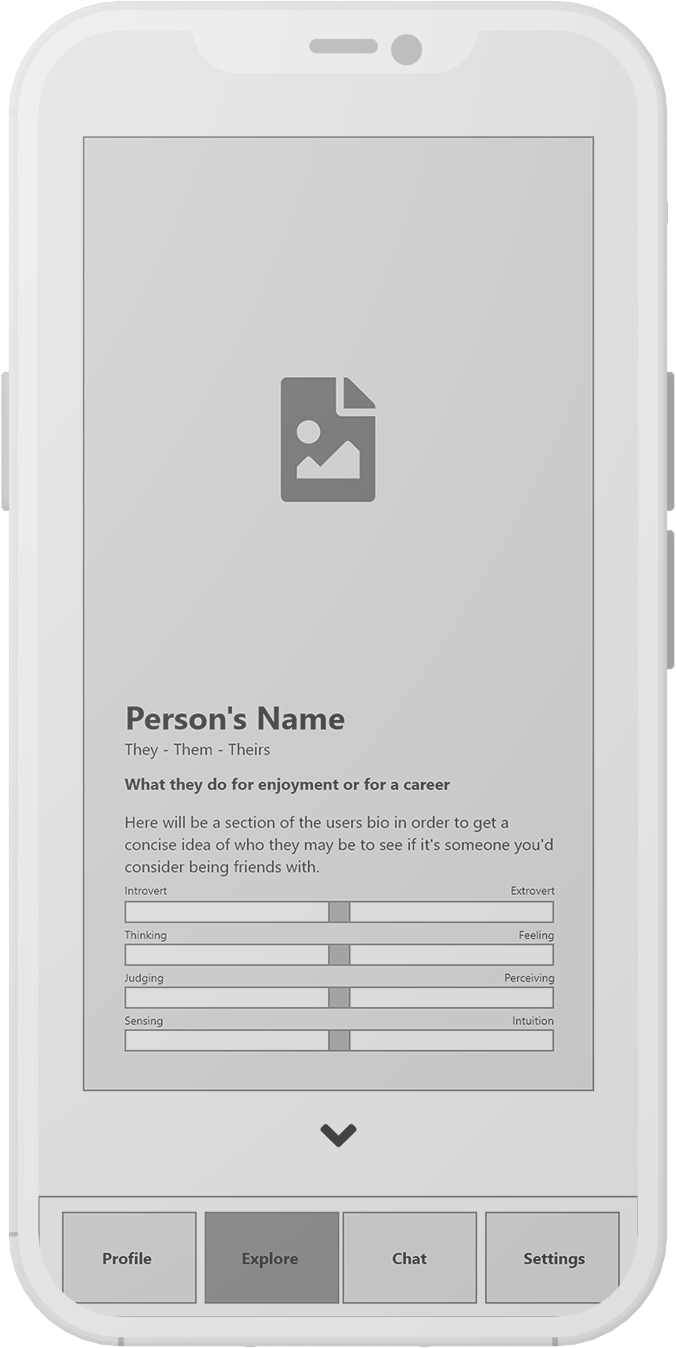 Person's Name
They - Them - Theirs
What they do for enjoyment or for a career
Here will be a section of the users bio in order to get a
concise idea of who they may be to see if it's someone you'd
consider being friends with.
Introvert Extrovert
Thinking Feeling
Judging Perceiving
Sensing Intuition
Profile Explore Chat Settings